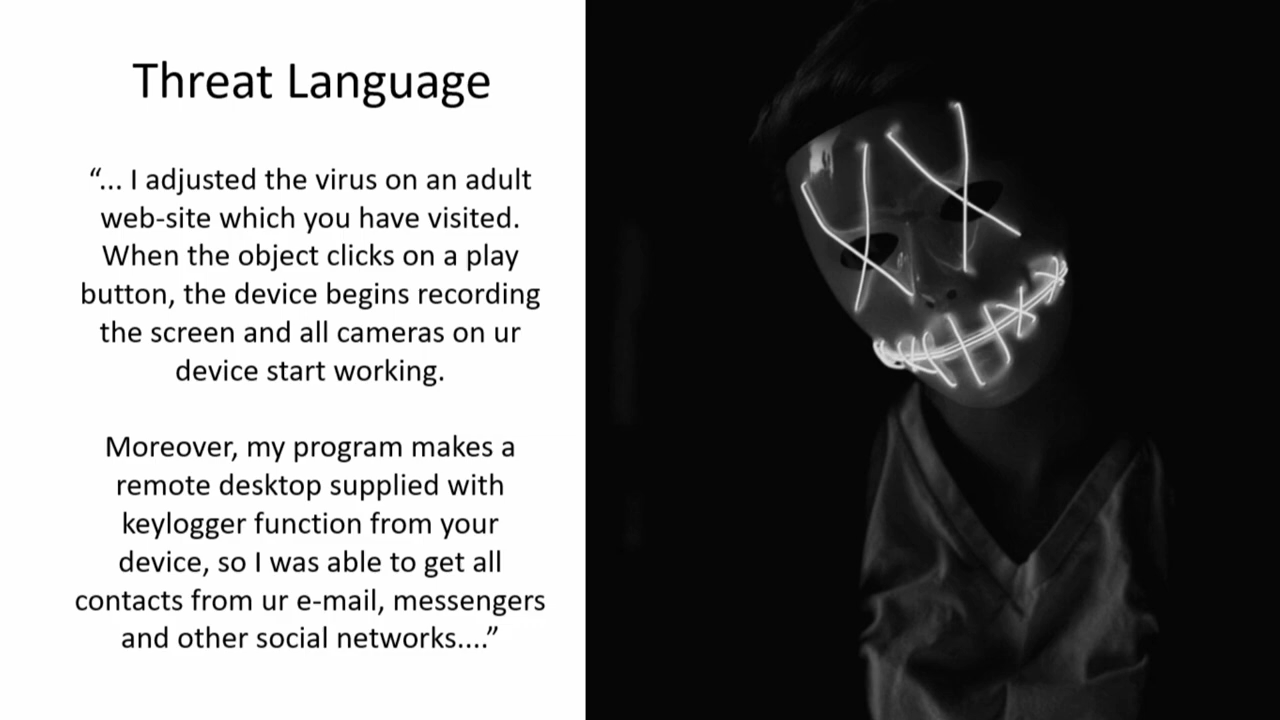 Threat Language
“... I adjusted the virus on an adult
web-site which you have visited.
When the object clicks on a play
button, the device begins recording
the screen and all cameras on ur
device start working.
Moreover, my program makes a
remote desktop supplied with
keylogger function from your
device, so I was able to get all
contacts from ur e-mail, messengers
and other social networks....”